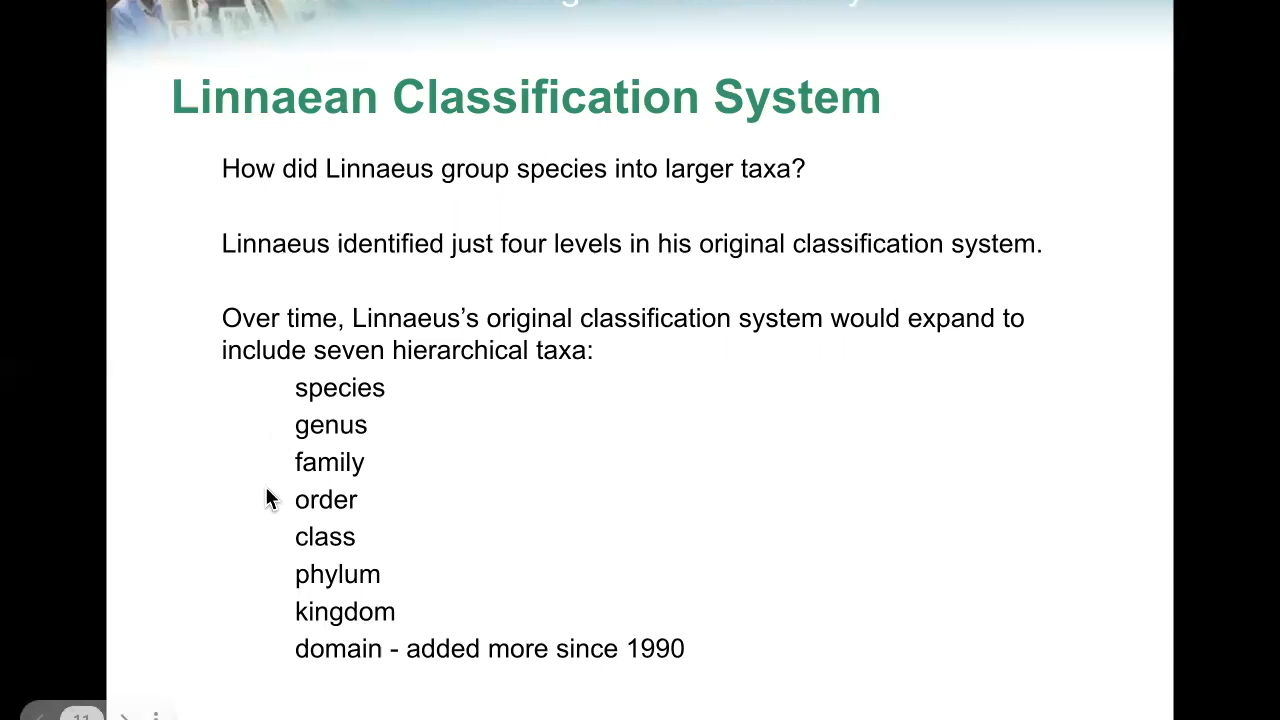 Linnaean Classification System
How did Linnaeus group species into larger taxa?
Linnaeus identified just four levels in his original classification system.
Over time, Linnaeus’s original classification system would expand to
include seven hierarchical taxa:
species
genus
family
order
class
phylum
kingdom
domain - added more since 1990
11